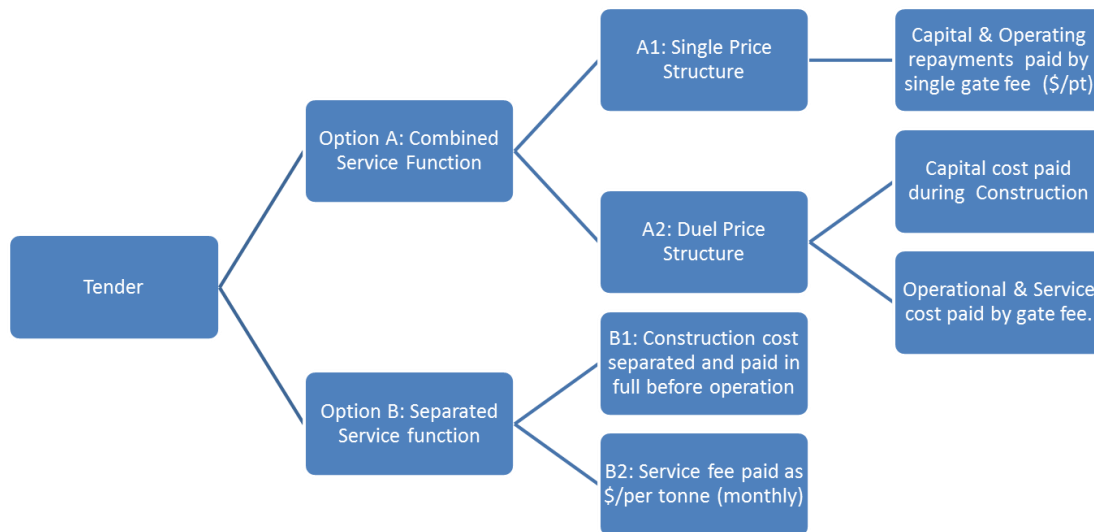 Tender
Option A: Combined
Service Function
A1: Single Price
Structure
Capital & Operating
repayments paid by
single gate fee ($/pt)
A2: Duel Price
Structure
Capital cost paid
during Construction
Operational & Service
cost paid by gate fee.
Option B: Separated
Service function
B1: Construction cost
separated and paid in
full before operation
B2: Service fee paid as
$/per tonne (monthly)